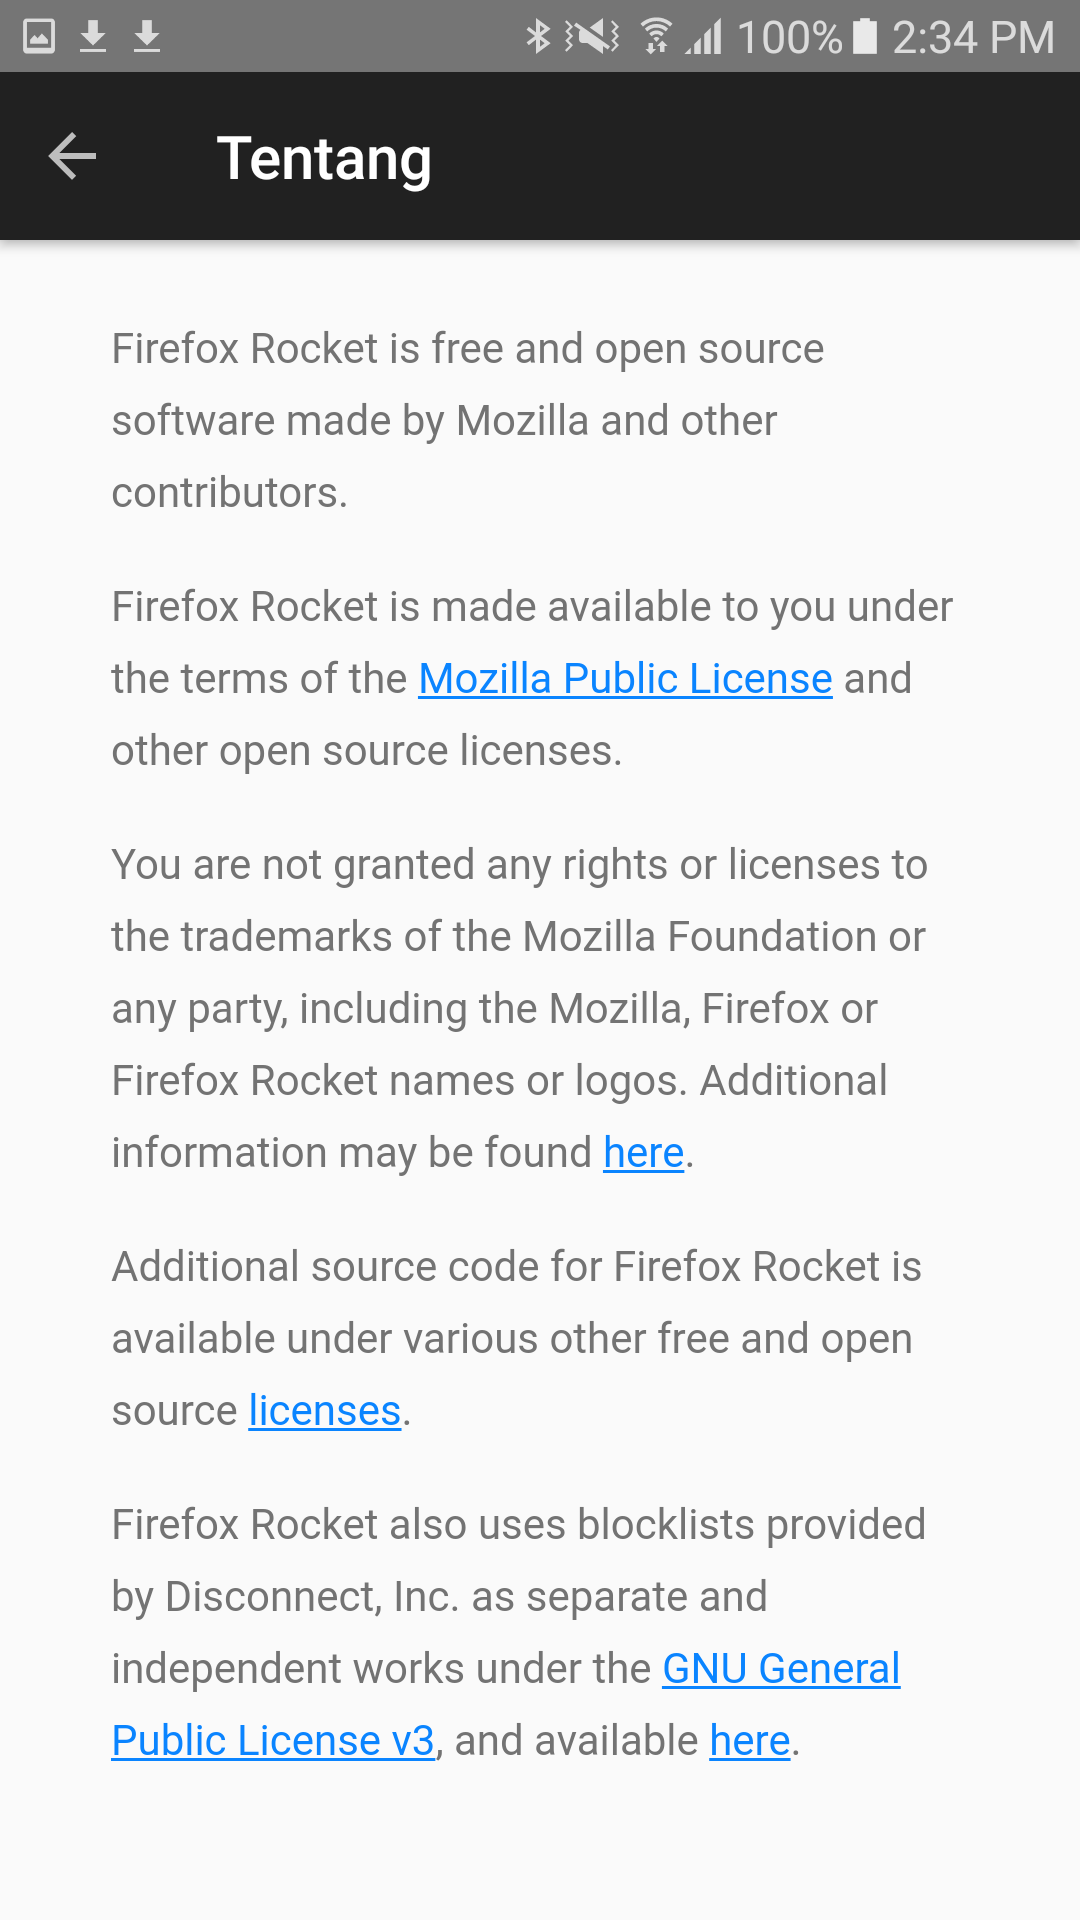 100% 2:34 PM
Tentang
Firefox Rocket is free and open source
software made by Mozilla and other
contributors.
Firefox Rocket is made available to you under
the terms of the Mozilla Public License and
other open source licenses.
You are not granted any rights or licenses to
the trademarks of the Mozilla Foundation or
any party, including the Mozilla, Firefox or
Firefox Rocket names or logos. Additional
information may be found here.
Additional source code for Firefox Rocket is
available under various other free and open
source licenses.
Firefox Rocket also uses blocklists provided
by Disconnect, Inc. as separate and
independent works under the GNU General
Public License v3, and available here.